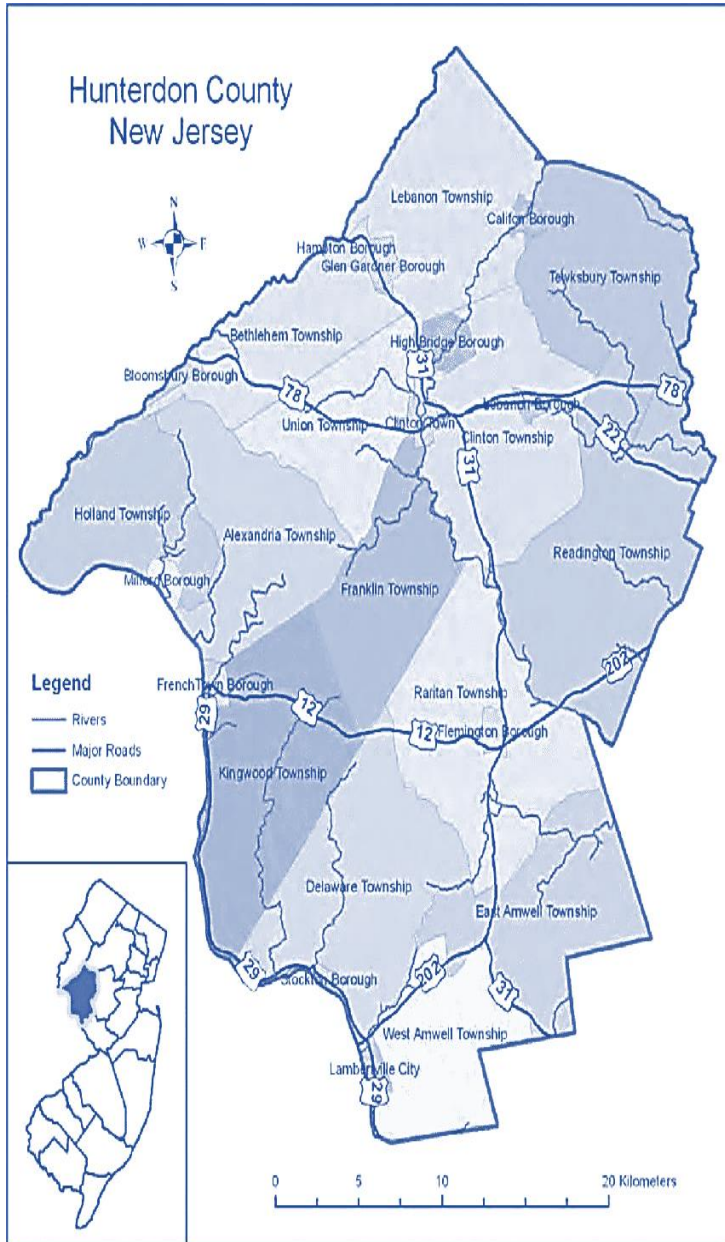 Hunterdon County
New Jersey
N
W E
S
Lebanon Township
Califon Borough
Hampton Borough
Glen Gardner Borough
Tewksbury Township
Bethlehem Township
High Bridge Borough
31
Bloomsbury Borough
78
78
Lebanon Borough
Union Township
Clinton Town
Clinton Township
22
31
Holland Township
Alexandria Township
Readington Township
Milford Borough
Franklin Township
202
Legend
Rivers
Major Roads
County Boundary
FrenchTown Borough
29
12
Raritan Township
12
Flemington Borough
Kingwood Township
Delaware Township
East Amwell Township
29
Stockton Borough
202
31
West Amwell Township
Lambertville City
29
0 5 10 20 Kilometers